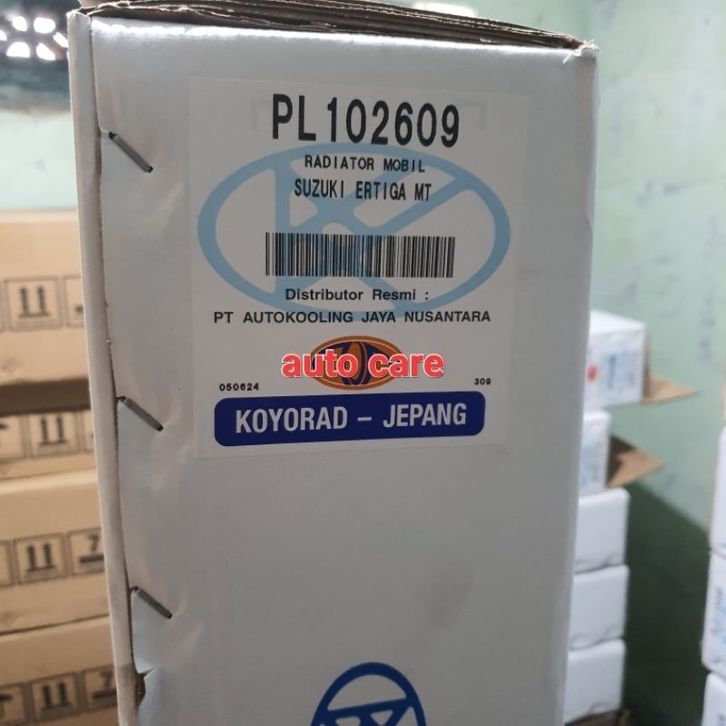 PL102609
RADIATOR MOBIL
SUZUKI ERTIGA MT
Distributor Resmi :
PT AUTOKOOLING JAYA NUSANTARA
auto care
050624
309
KOYORAD – JEPANG